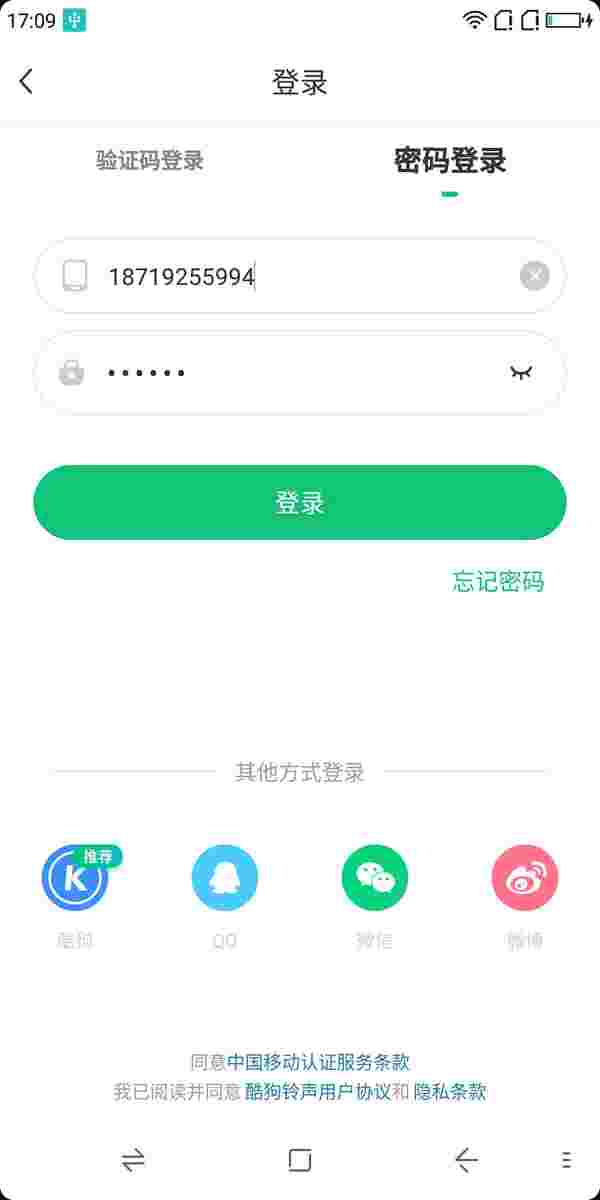 17:09
登录
验证码登录
密码登录
18719255994
••••••
登录
忘记密码
其他方式登录
推荐
酷狗
QQ
微信
微博
同意中国移动认证服务条款
我已阅读并同意 酷狗铃声用户协议和 隐私条款